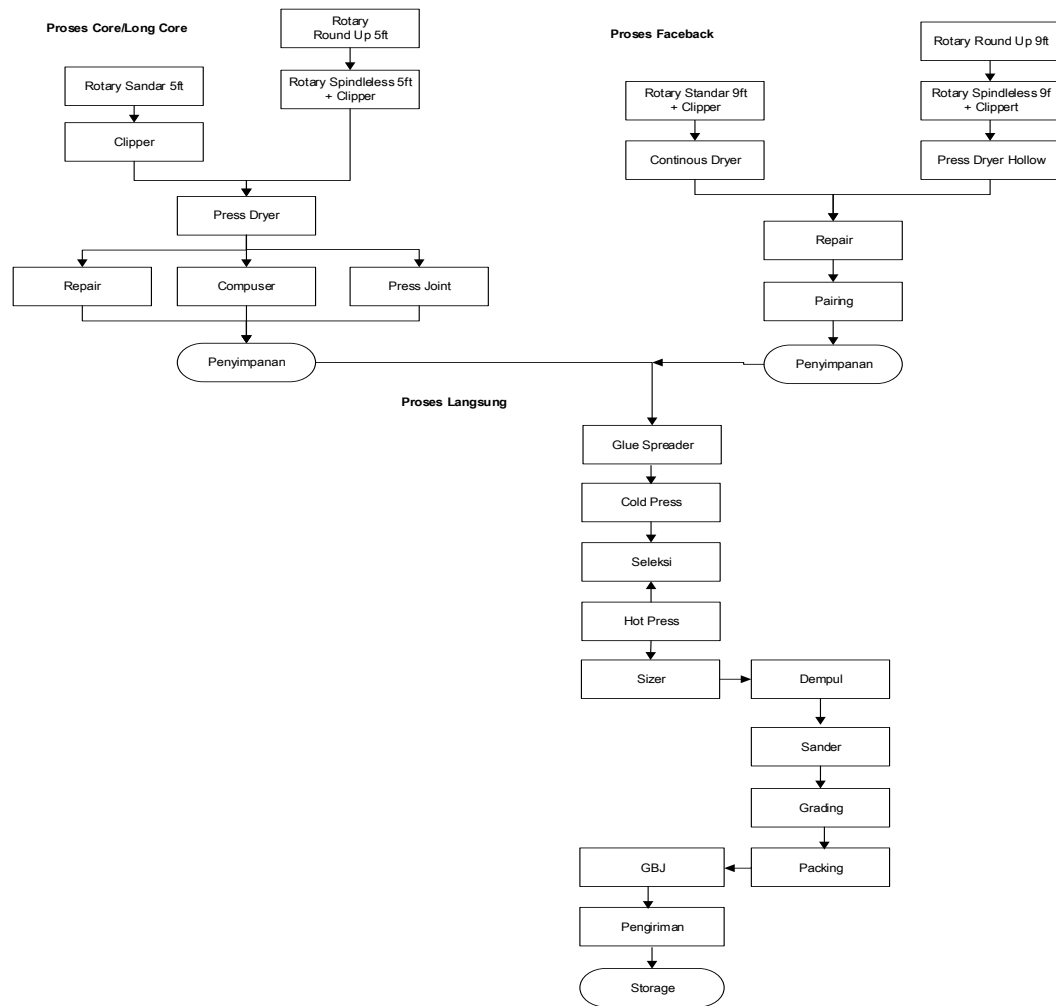 Proses Core/Long Core
Rotary
Round Up 5ft
Rotary Sandar 5ft
Rotary Spindleless 5ft
+ Clipper
Clipper
Press Dryer
Repair
Compuser
Press Joint
Penyimpanan
Proses Faceback
Rotary Round Up 9ft
Rotary Standar 9ft
+ Clipper
Rotary Spindleless 9f
+ Clippert
Continous Dryer
Press Dryer Hollow
Repair
Pairing
Penyimpanan
Proses Langsung
Glue Spreader
Cold Press
Seleksi
Hot Press
Sizer
Dempul
Sander
Grading
Packing
GBJ
Pengiriman
Storage